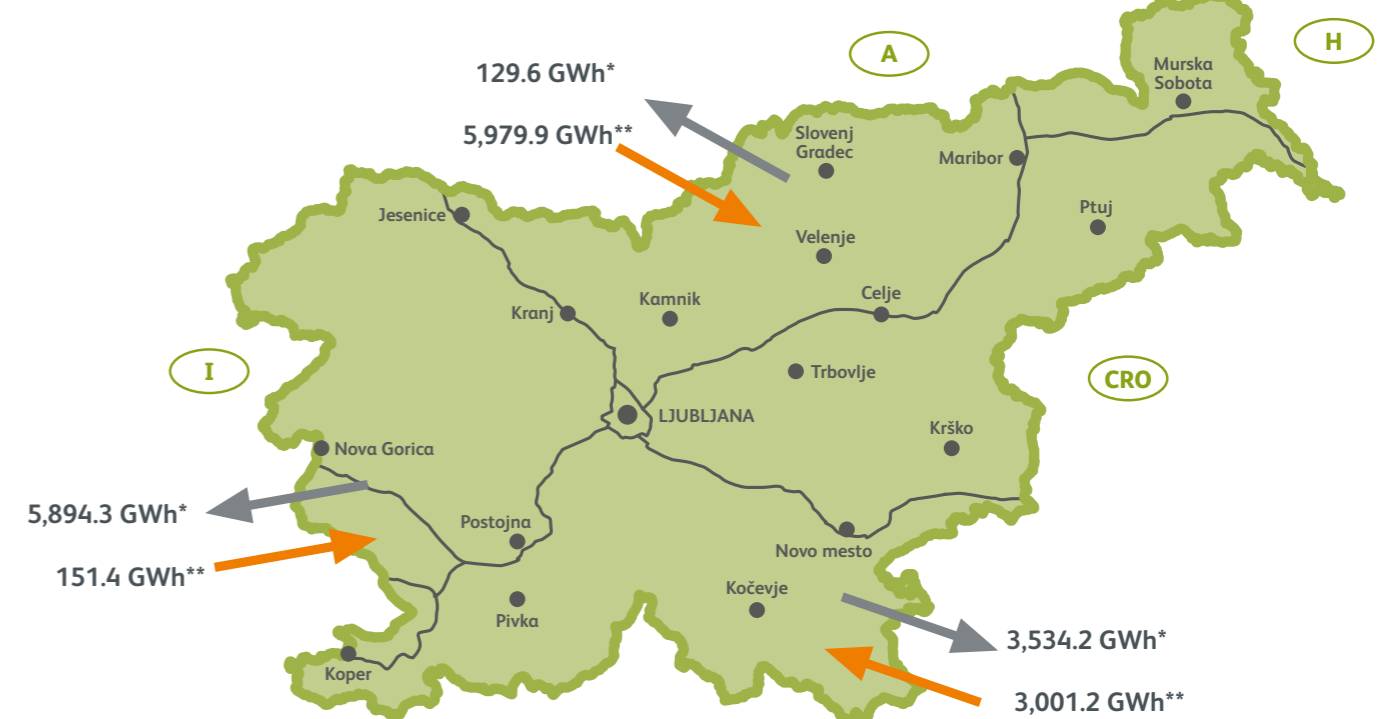 H
A
Murska
Sobota
129.6 GWh*
5,979.9 GWh**
Slovenj
Gradec
Maribor
Jesenice
Ptuj
Velenje
Celje
Kamnik
Kranj
I
Trbovlje
CRO
LJUBLJANA
Krško
Nova Gorica
5,894.3 GWh*
Postojna
Novo mesto
151.4 GWh**
Kočevje
Pivka
3,534.2 GWh*
Koper
3,001.2 GWh**